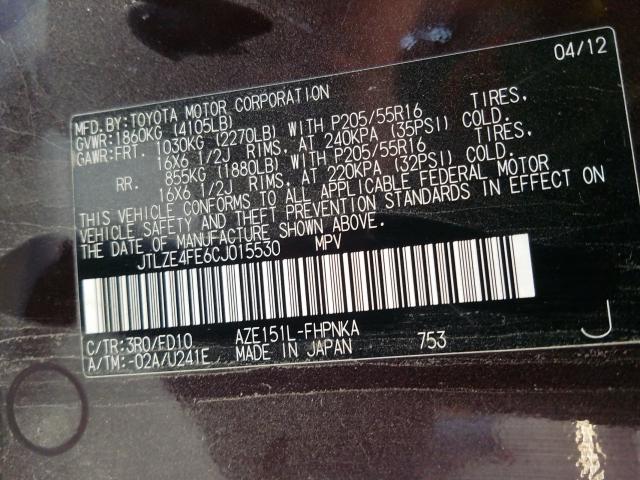 04/12
MFD.BY:TOYOTA MOTOR CORPORATION
GVWR:1860KG (4105LB)
GAWR:FRT. 1030KG (2270LB) WITH P205/55R16 TIRES,
16X6 1/2J RIMS, AT 240KPA (35PSI) COLD.
RR. 855KG (1880LB) WITH P205/55R16 TIRES,
16X6 1/2J RIMS, AT 220KPA (32PSI) COLD.
THIS VEHICLE CONFORMS TO ALL APPLICABLE FEDERAL MOTOR
VEHICLE SAFETY AND THEFT PREVENTION STANDARDS IN EFFECT ON
THE DATE OF MANUFACTURE SHOWN ABOVE.
JTLZE4FE6CJ015530 MPV
C/TR:3R0/FD10 AZE151L-FHPNKA
A/TM:-02A/U241E MADE IN JAPAN 753 J